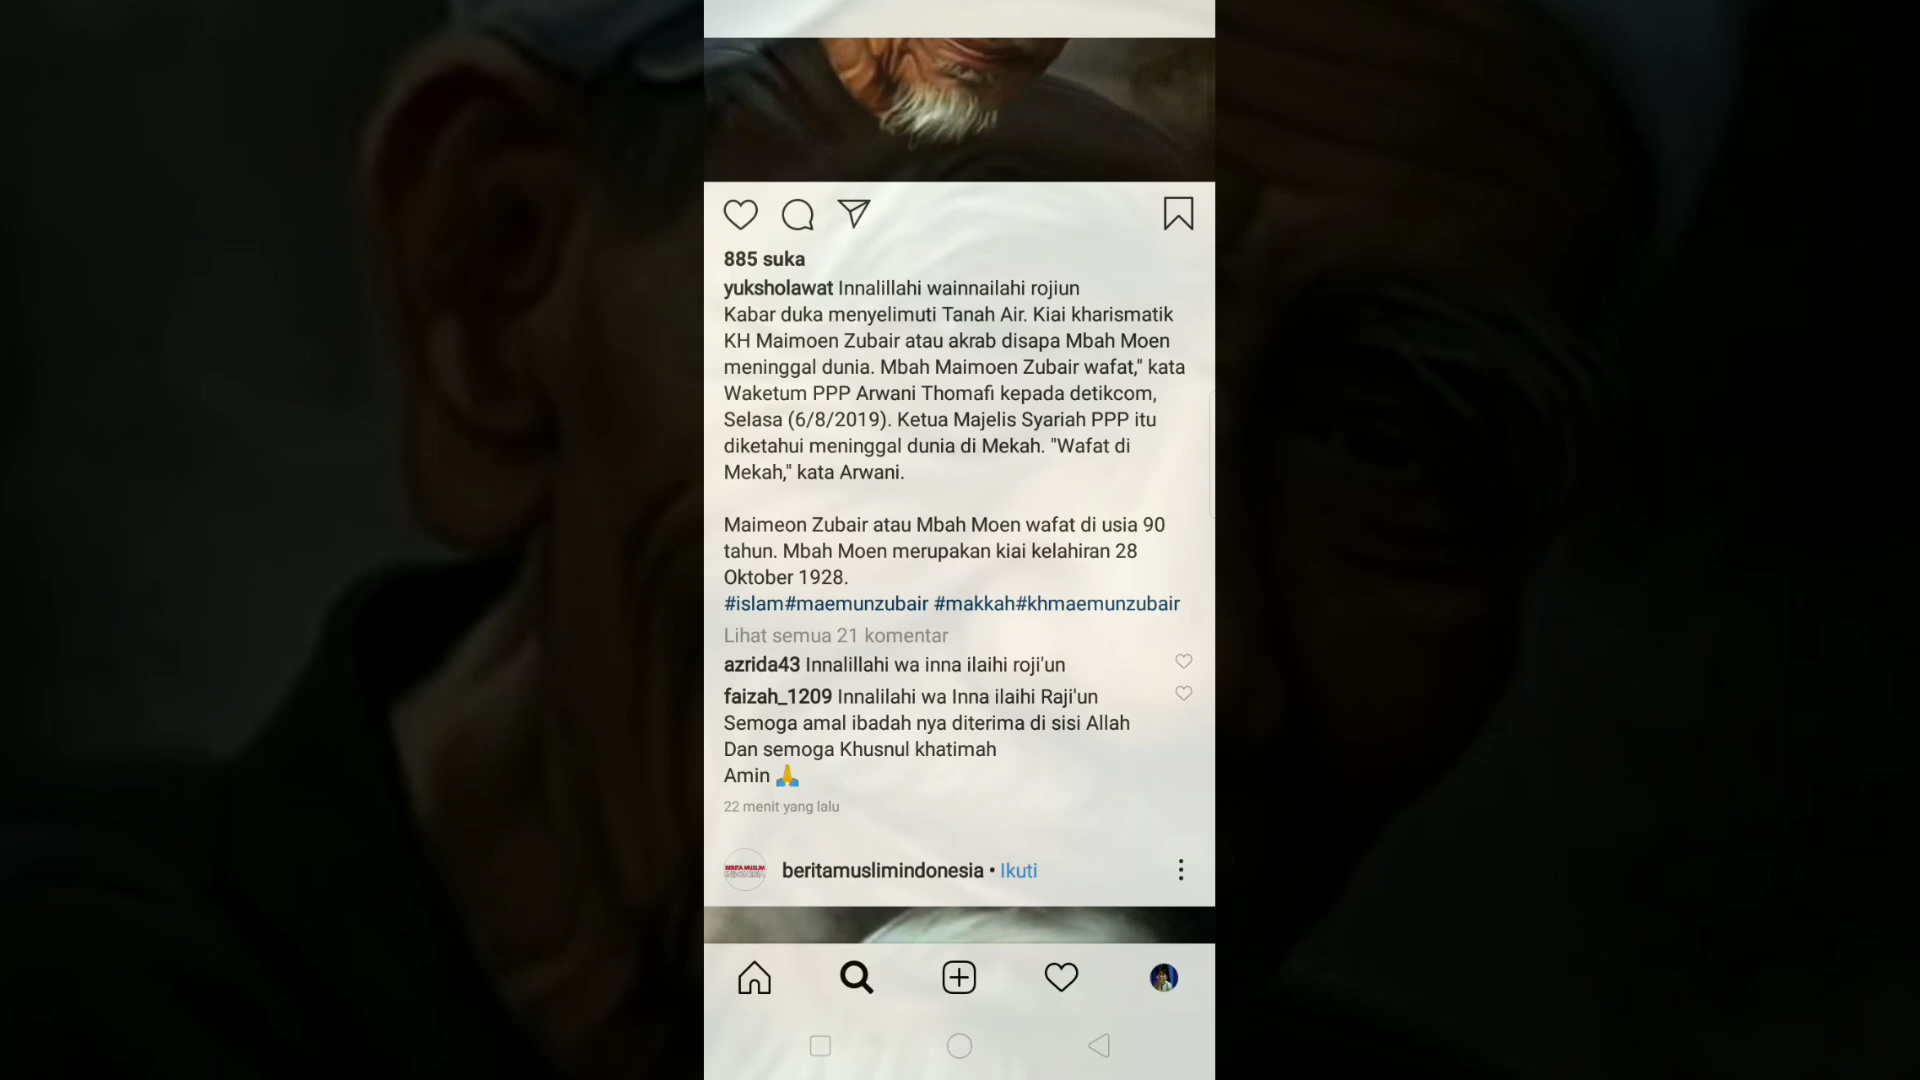 885 suka
yuksholawat Innalillahi wainnailahi rojiun
Kabar duka menyelimuti Tanah Air. Kiai kharismatik
KH Maimoen Zubair atau akrab disapa Mbah Moen
meninggal dunia. Mbah Maimoen Zubair wafat," kata
Waketum PPP Arwani Thomafi kepada detikcom,
Selasa (6/8/2019). Ketua Majelis Syariah PPP itu
diketahui meninggal dunia di Mekah. "Wafat di
Mekah," kata Arwani.
Maimeon Zubair atau Mbah Moen wafat di usia 90
tahun. Mbah Moen merupakan kiai kelahiran 28
Oktober 1928.
#islam#maemunzubair #makkah#khmaemunzubair
Lihat semua 21 komentar
azrida43 Innalillahi wa inna ilaihi roji'un
faizah_1209 Innalilahi wa Inna ilaihi Raji'un
Semoga amal ibadah nya diterima di sisi Allah
Dan semoga Khusnul khatimah
Amin 🙏
22 menit yang lalu
BERITA MUSLIM
INDONESIA
beritamuslimindonesia • Ikuti